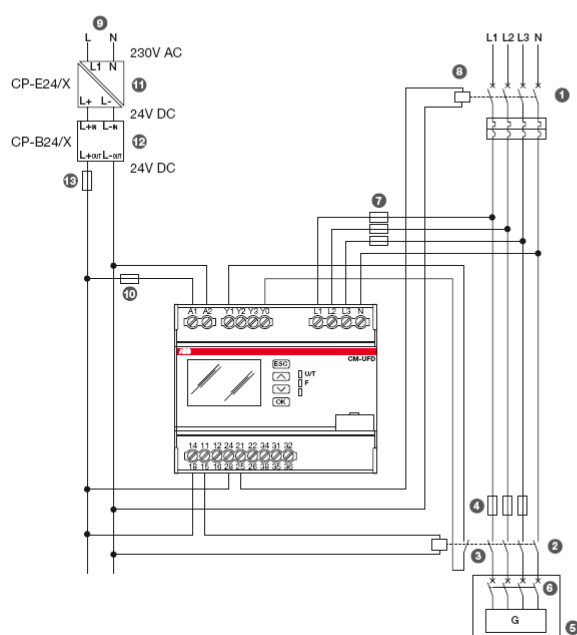 9
L N
230V AC
L1 N
CP-E24/X
11
L+ L-
24V DC
L+IN L-IN
CP-B24/X
12
L+OUT L-OUT
24V DC
13
L1 L2 L3 N
8
1
7
10
A1 A2 Y1 Y2 Y3 Y0 L1 L2 L3 N
ABB
CM-UFD
ESC
U/T
F
OK
14 11 12 24 21 22 34 31 32
18 15 16 28 25 26 38 35 36
4
3
2
6
G
5